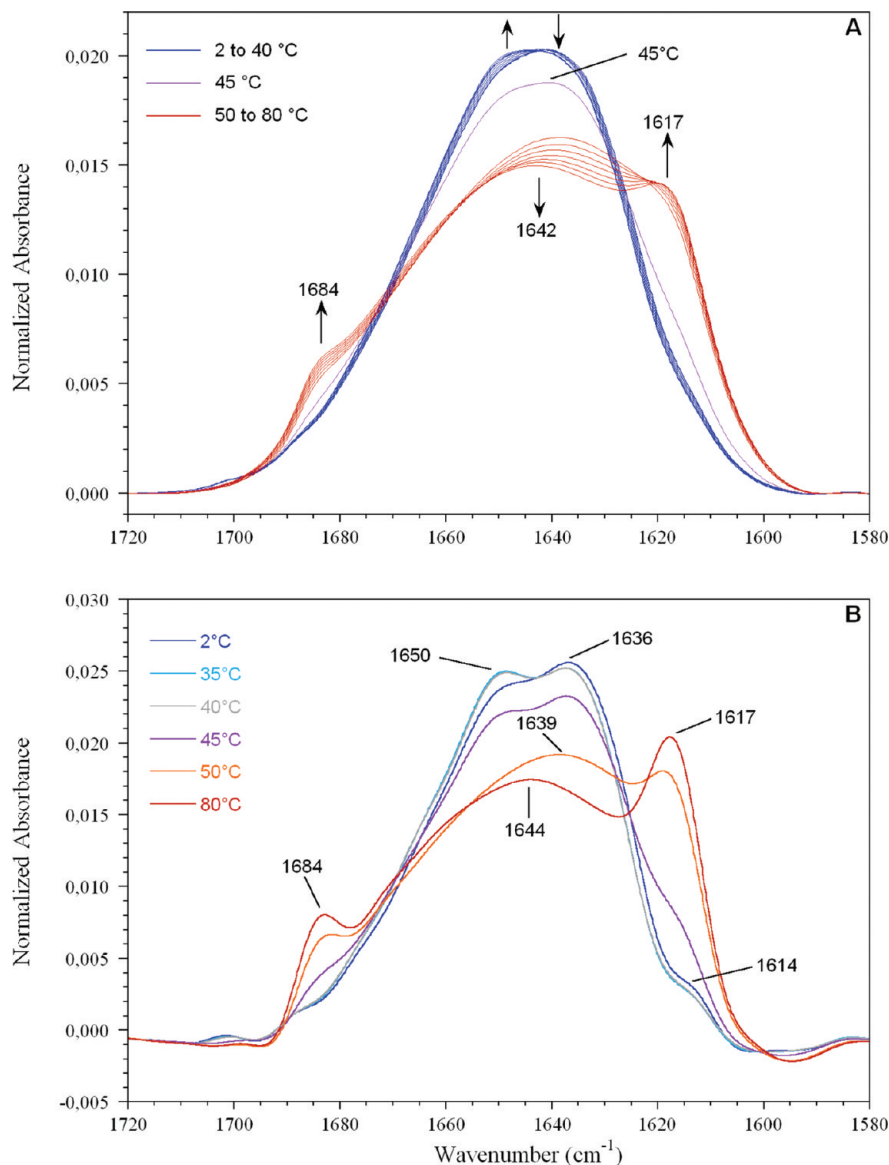 A
2 to 40 °C
45 °C
50 to 80 °C
45°C
1617
1642
1684
Normalized Absorbance
0,020
0,015
0,010
0,005
0,000
1720 1700 1680 1660 1640 1620 1600 1580
B
2°C
35°C
40°C
45°C
50°C
80°C
1650
1636
1639
1617
1644
1684
1614
Normalized Absorbance
0,030
0,025
0,020
0,015
0,010
0,005
0,000
-0,005
1720 1700 1680 1660 1640 1620 1600 1580
Wavenumber (cm⁻¹)